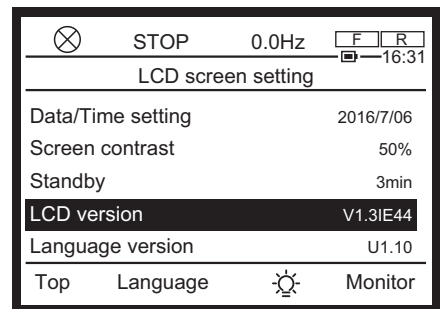 STOP 0.0Hz F R
16:31
LCD screen setting
Data/Time setting 2016/7/06
Screen contrast 50%
Standby 3min
LCD version V1.3IE44
Language version U1.10
Top Language Monitor